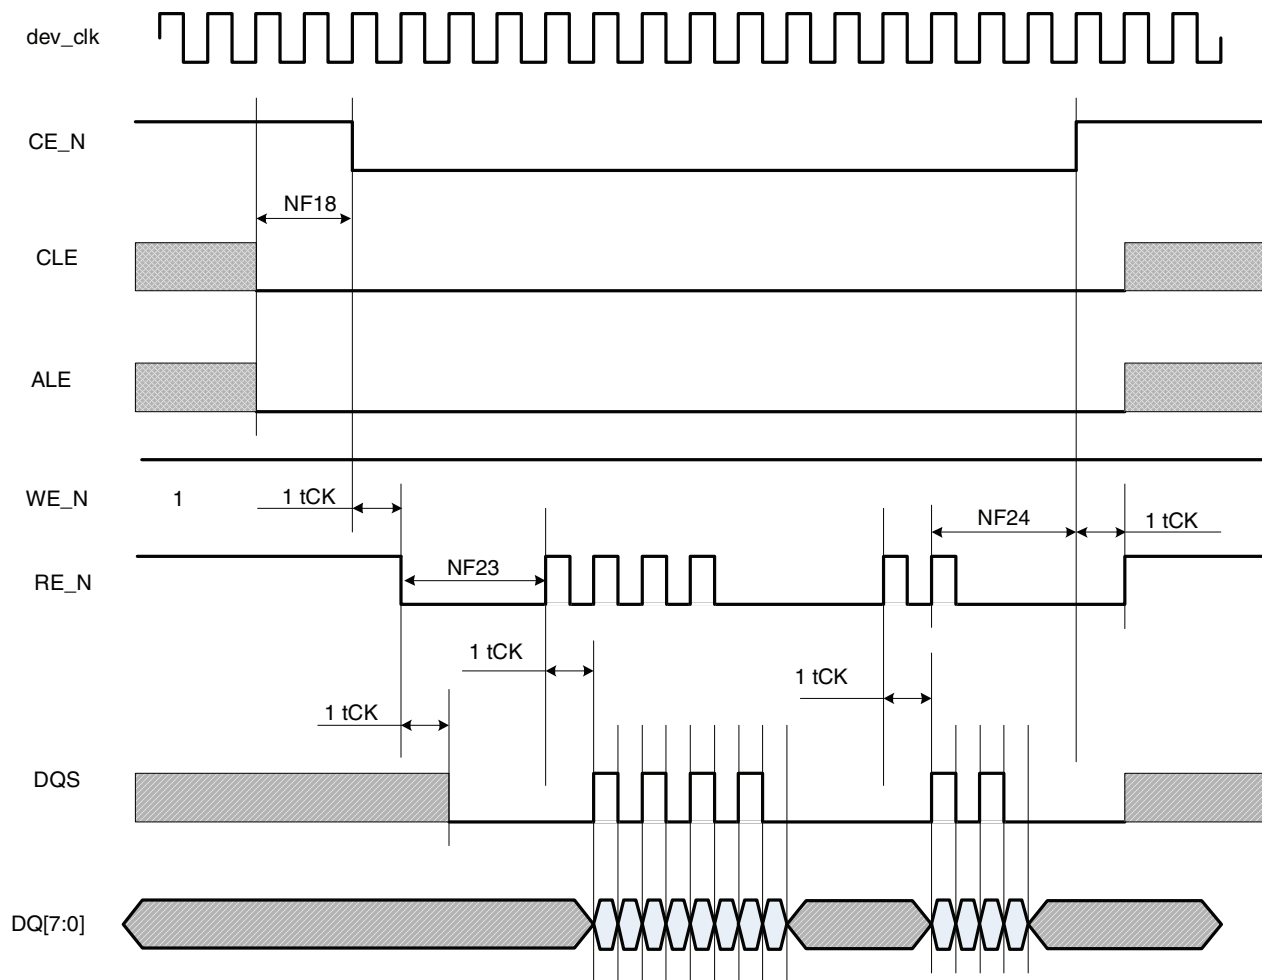 dev_clk
CE_N
NF18
CLE
ALE
WE_N 1 1 tCK NF24 1 tCK
RE_N NF23
1 tCK 1 tCK
1 tCK
DQS
DQ[7:0]